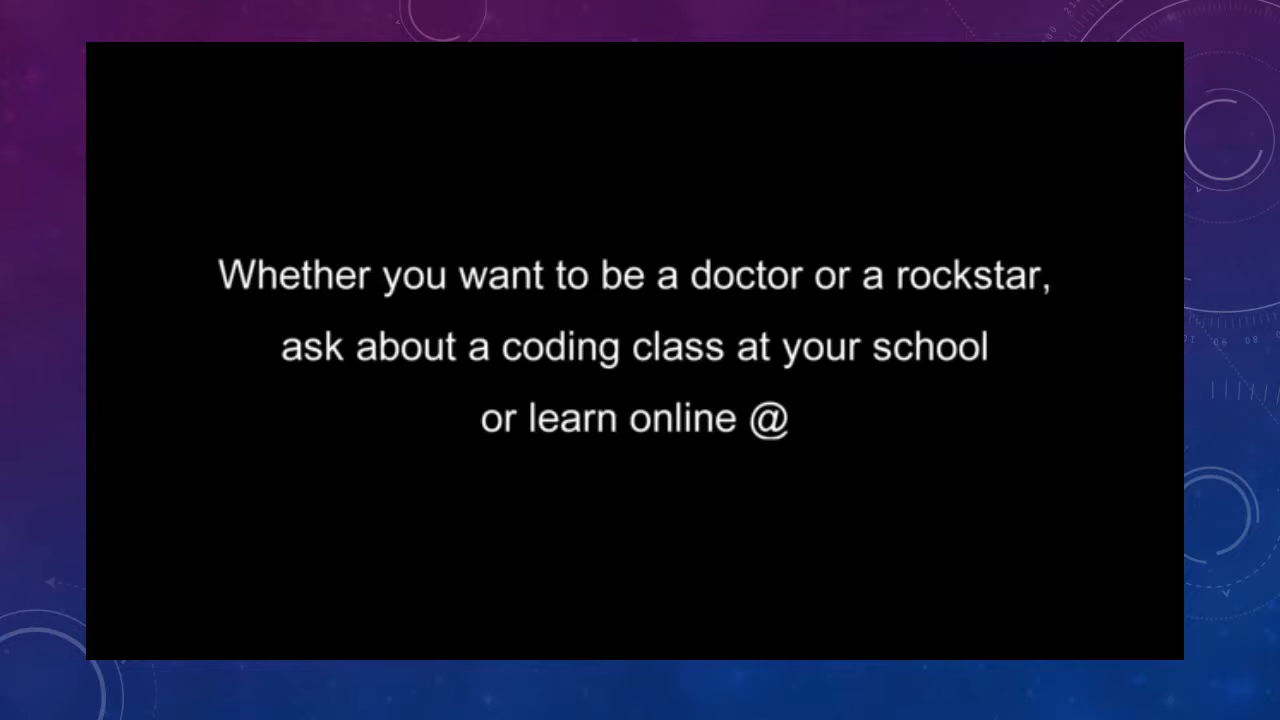 Whether you want to be a doctor or a rockstar,
ask about a coding class at your school
or learn online @